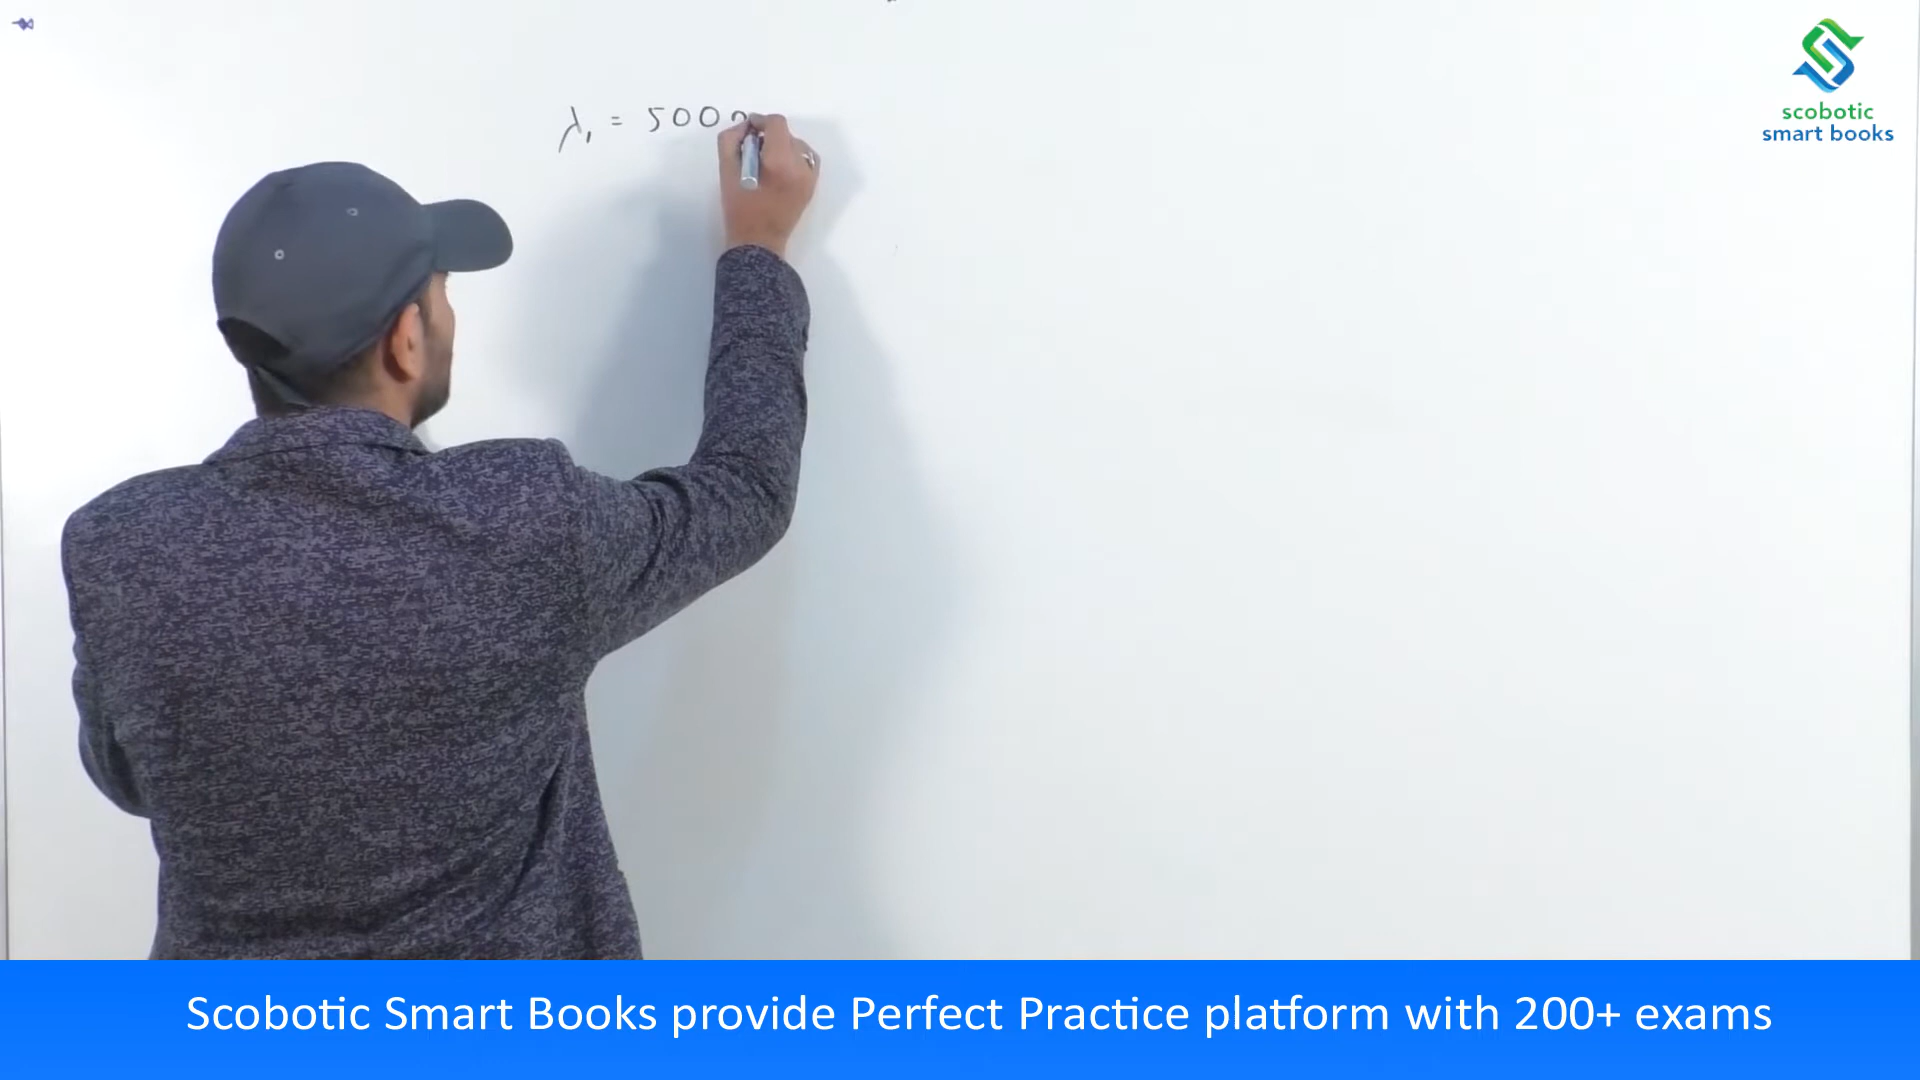 λ₁ = 5000
scobotic
smart books
Scobotic Smart Books provide Perfect Practice platform with 200+ exams